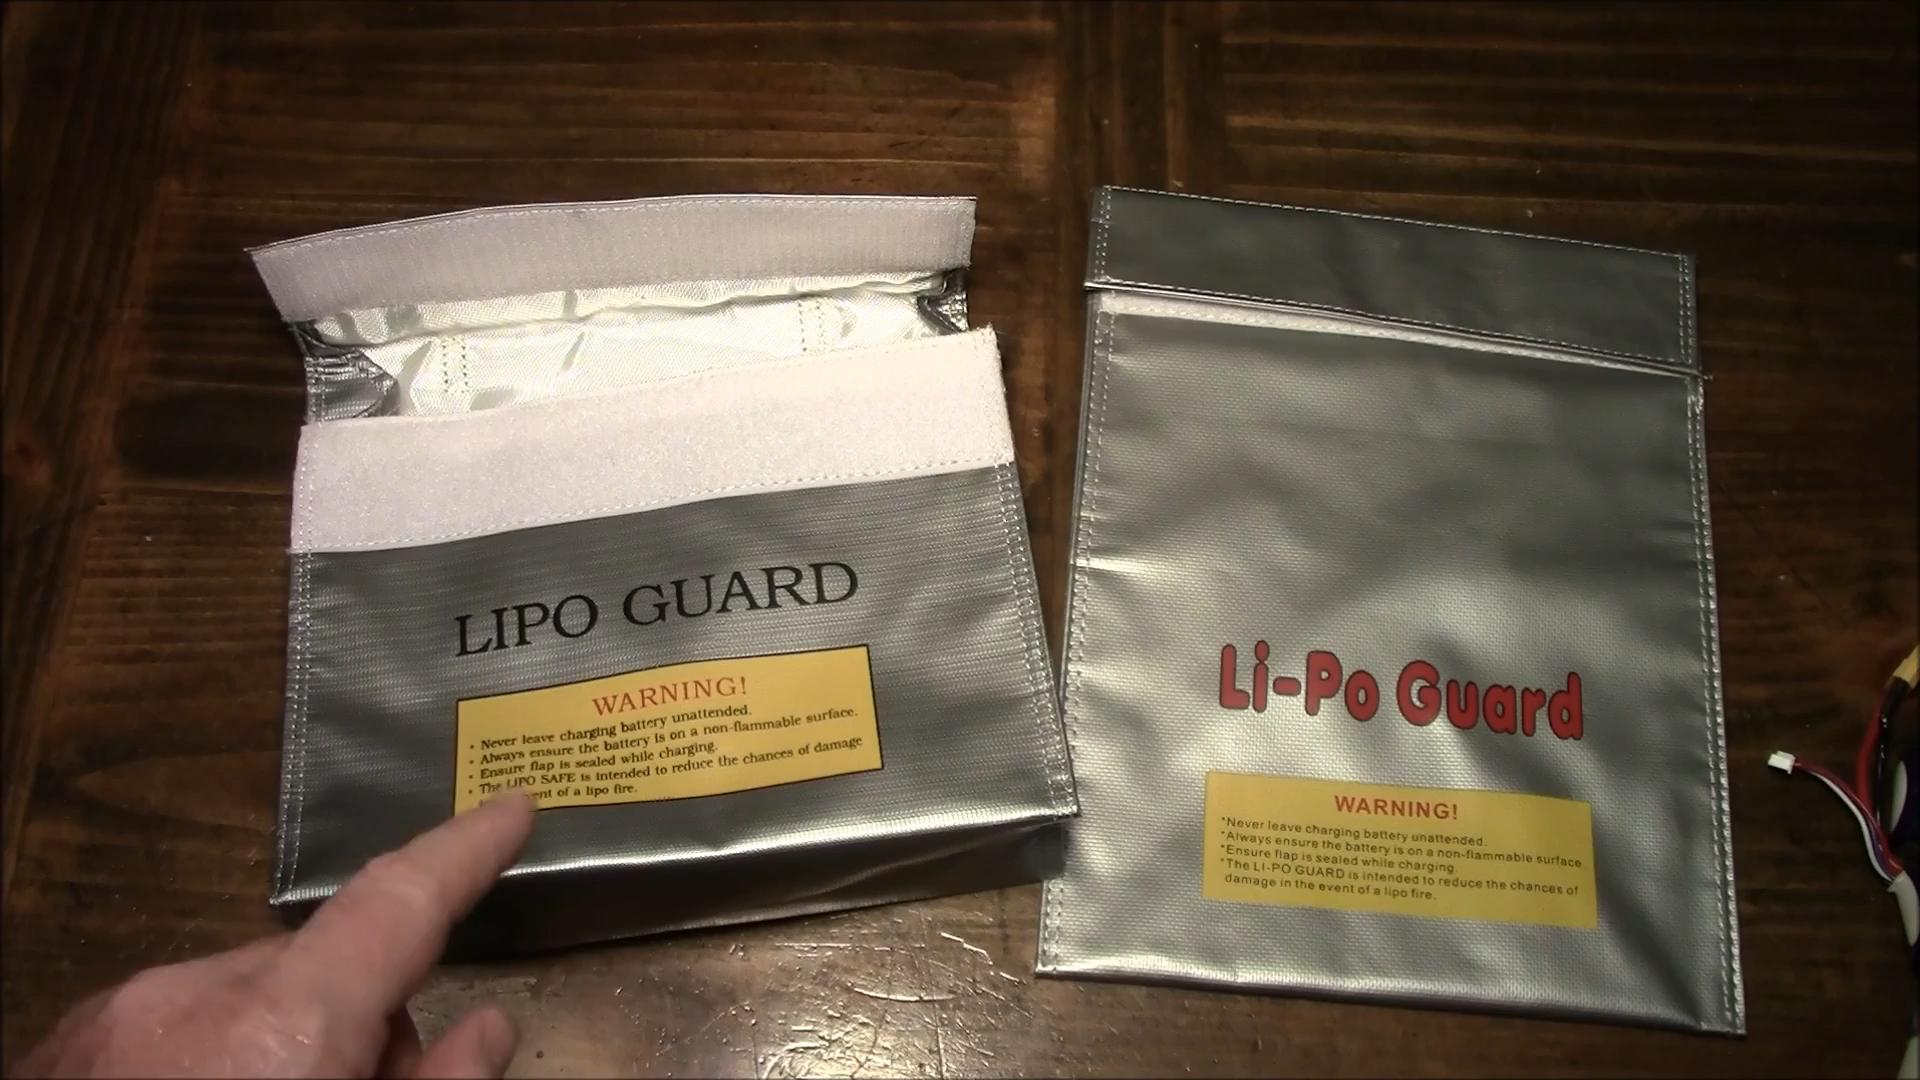 LIPO GUARD
WARNING!
• Never leave charging battery unattended.
• Always ensure the battery is on a non-flammable surface.
• Ensure flap is sealed while charging.
• The LIPO SAFE is intended to reduce the chances of damage
of a lipo fire.
Li-Po Guard
WARNING!
*Never leave charging battery unattended.
*Always ensure the battery is on a non-flammable surface
*Ensure flap is sealed while charging.
*The LI-PO GUARD is intended to reduce the chances of
damage in the event of a lipo fire.